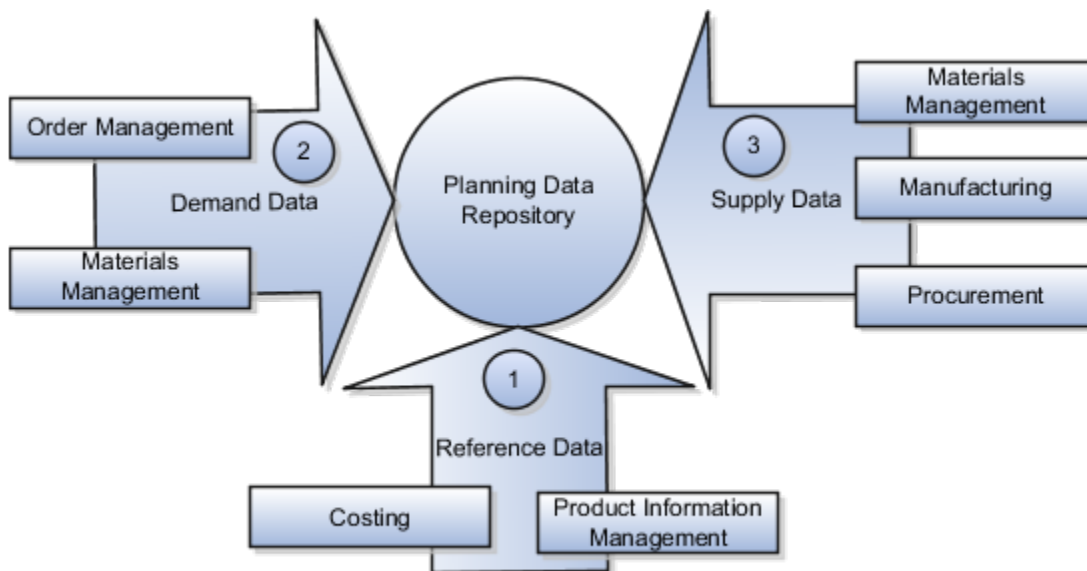 Order Management
2
Demand Data
Materials
Management
Planning Data
Repository
3
Supply Data
Materials
Management
Manufacturing
Procurement
1
Reference Data
Costing
Product Information
Management